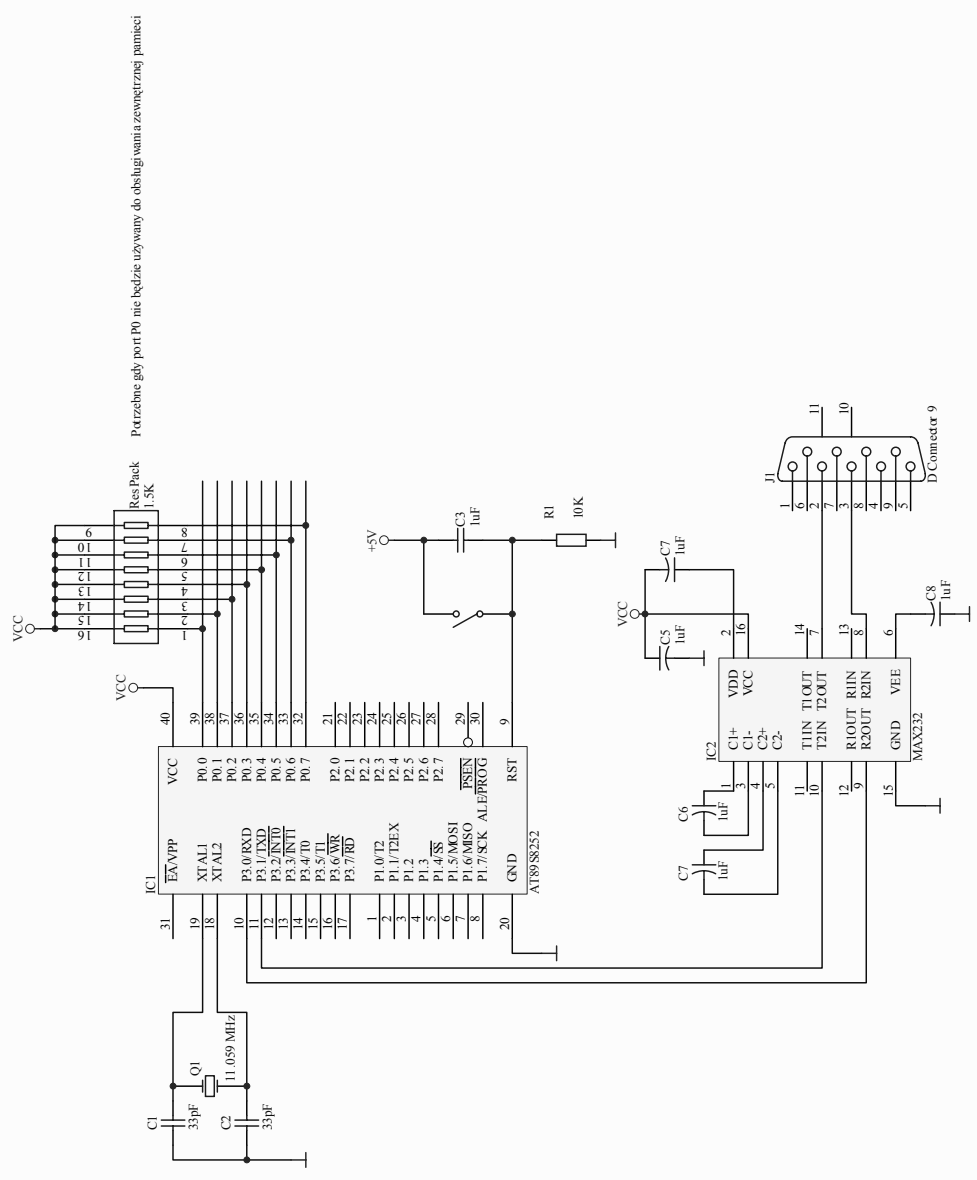 Potrzebne gdy port P0 nie będzie używany do obsługiwania zewnętrznej pamieci
VCC
16 15 14 13 12 11 10 9
1 2 3 4 5 6 7 8
Res Pack
1.5K
VCC
IC1
31 EA/VPP
19 XTAL1
18 XTAL2
10 P3.0/RXD
11 P3.1/TXD
12 P3.2/INT0
13 P3.3/INT1
14 P3.4/T0
15 P3.5/T1
16 P3.6/WR
17 P3.7/RD
1 P1.0/T2
2 P1.1/T2EX
3 P1.2
4 P1.3
5 P1.4/SS
6 P1.5/MOSI
7 P1.6/MISO
8 P1.7/SCK
20 GND
VCC 40
P0.0 39
P0.1 38
P0.2 37
P0.3 36
P0.4 35
P0.5 34
P0.6 33
P0.7 32
P2.0 21
P2.1 22
P2.2 23
P2.3 24
P2.4 25
P2.5 26
P2.6 27
P2.7 28
PSEN 29
ALE/PROG 30
RST 9
AT89S8252
C1
33pF
C2
33pF
Q1
11.059 MHz
+5V
C3
1uF
R1
10K
VCC
C5
1uF
C7
1uF
IC2
1 C1+
3 C1-
4 C2+
5 C2-
11 T1IN
10 T2IN
12 R1OUT
9 R2OUT
15 GND
VDD 2
VCC 16
T1OUT 14
T2OUT 7
R1IN 13
R2IN 8
VEE 6
MAX232
C6
1uF
C7
1uF
C8
1uF
J1
1
6
2
7
3
8
4
9
5
11
10
D Connector 9